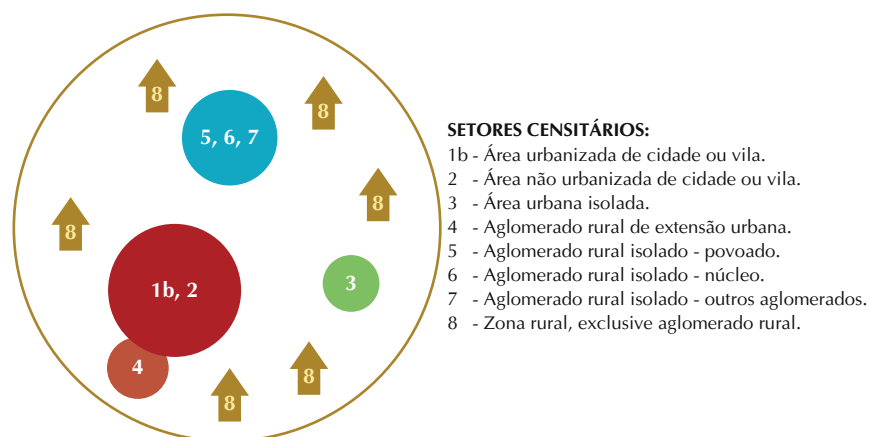 8
8
5, 6, 7
8
8
1b, 2
3
4
8
8
SETORES CENSITÁRIOS:
1b - Área urbanizada de cidade ou vila.
2 - Área não urbanizada de cidade ou vila.
3 - Área urbana isolada.
4 - Aglomerado rural de extensão urbana.
5 - Aglomerado rural isolado - povoado.
6 - Aglomerado rural isolado - núcleo.
7 - Aglomerado rural isolado - outros aglomerados.
8 - Zona rural, exclusive aglomerado rural.